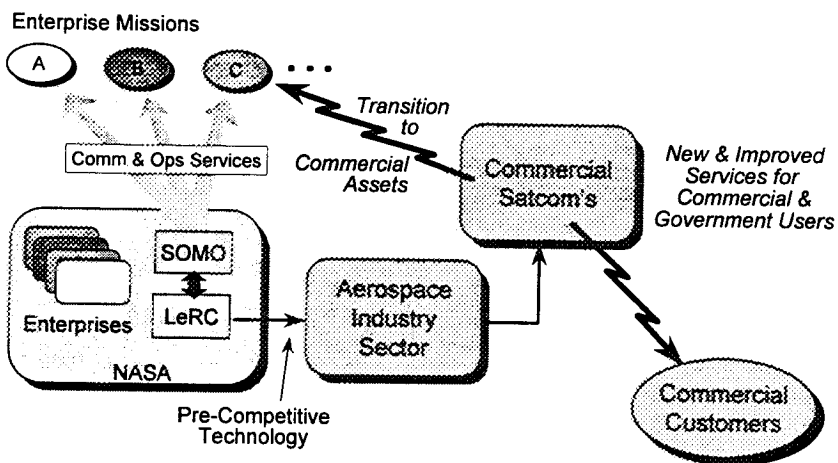 Enterprise Missions
A
B
C
...
Transition
to
Commercial
Assets
Comm & Ops Services
Commercial
Satcom's
New & Improved
Services for
Commercial &
Government Users
SOMO
LeRC
Enterprises
NASA
Aerospace
Industry
Sector
Pre-Competitive
Technology
Commercial
Customers